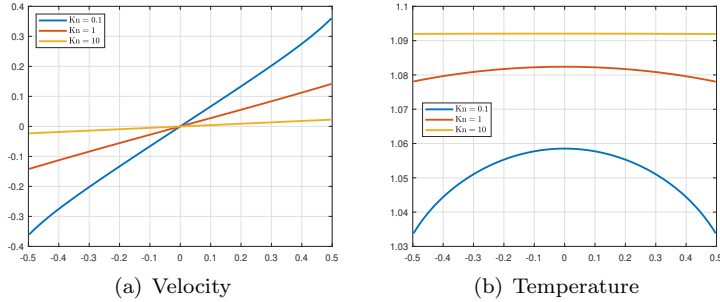 0.4
0.3
0.2
0.1
0
-0.1
-0.2
-0.3
-0.4
Kn = 0.1
Kn = 1
Kn = 10
-0.5 -0.4 -0.3 -0.2 -0.1 0 0.1 0.2 0.3 0.4 0.5
(a) Velocity
1.1
1.09
1.08
1.07
1.06
1.05
1.04
1.03
Kn = 0.1
Kn = 1
Kn = 10
-0.5 -0.4 -0.3 -0.2 -0.1 0 0.1 0.2 0.3 0.4 0.5
(b) Temperature